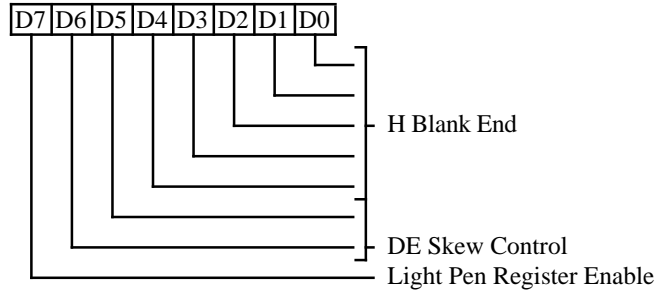 D7 D6 D5 D4 D3 D2 D1 D0
H Blank End
DE Skew Control
Light Pen Register Enable